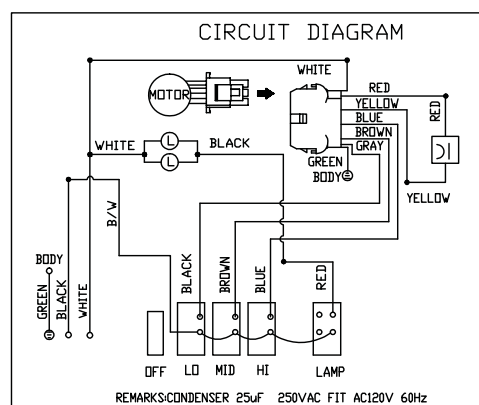 CIRCUIT DIAGRAM
WHITE
MOTOR
RED
YELLOW
BLUE
BROWN
GRAY
RED
WHITE
L
L
BLACK
GREEN
BODY
YELLOW
B/W
BODY
GREEN
BLACK
WHITE
BLACK
BROWN
BLUE
RED
OFF
LO
MID
HI
LAMP
REMARKS:CONDENSER 25uF 250VAC FIT AC120V 60Hz